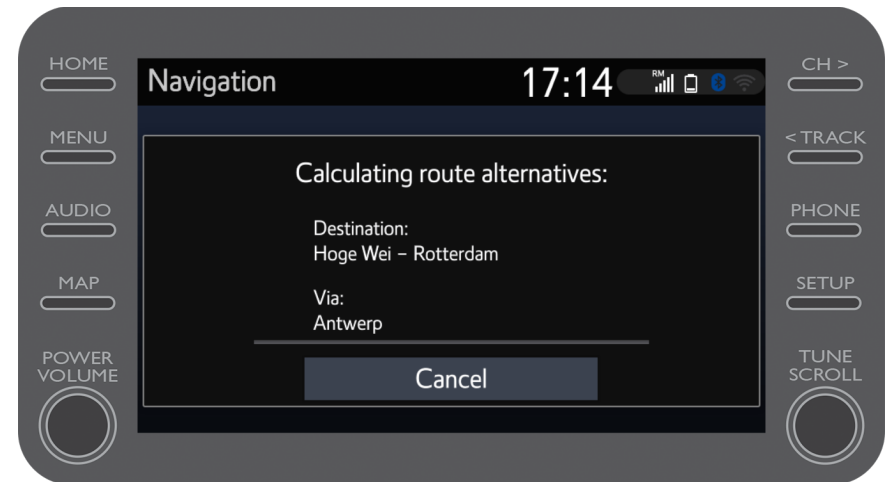 HOME
MENU
AUDIO
MAP
POWER
VOLUME
Navigation
17:14
RM
Calculating route alternatives:
Destination:
Hoge Wei – Rotterdam
Via:
Antwerp
Cancel
CH >
< TRACK
PHONE
SETUP
TUNE
SCROLL